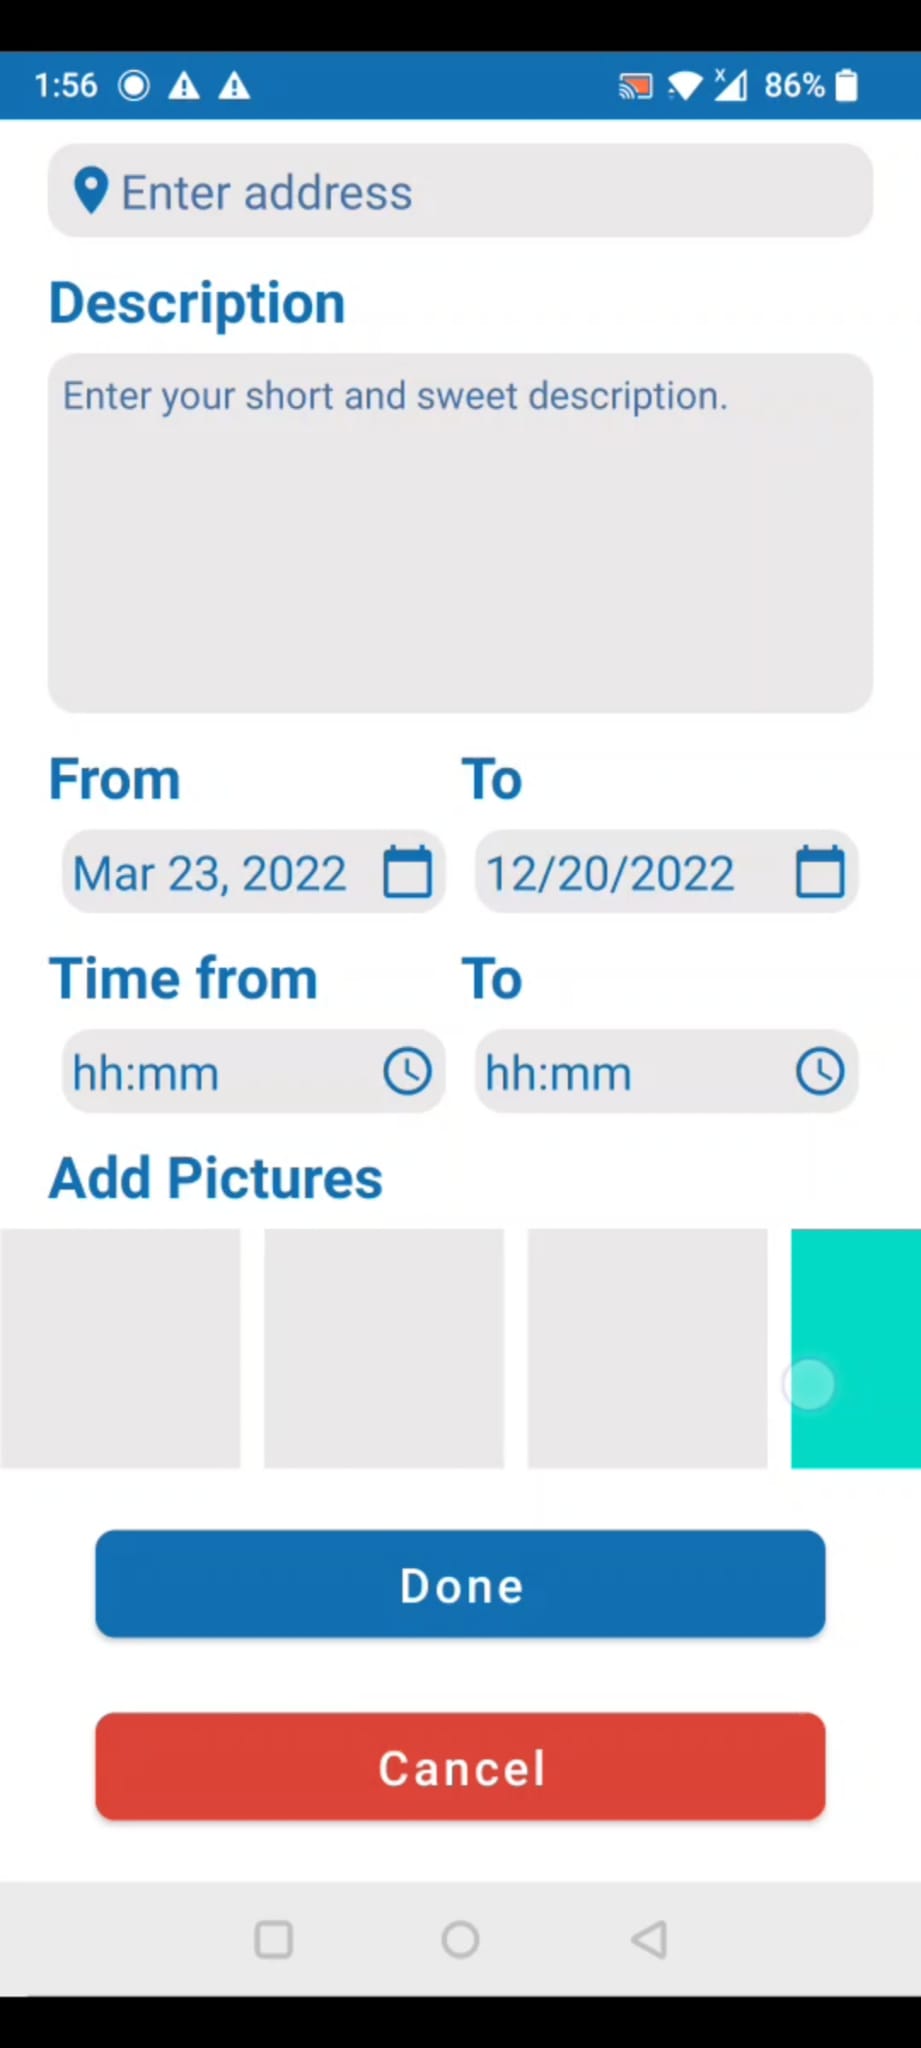 1:56 86%
Enter address
Description
Enter your short and sweet description.
From To
Mar 23, 2022 12/20/2022
Time from To
hh:mm hh:mm
Add Pictures
Done
Cancel